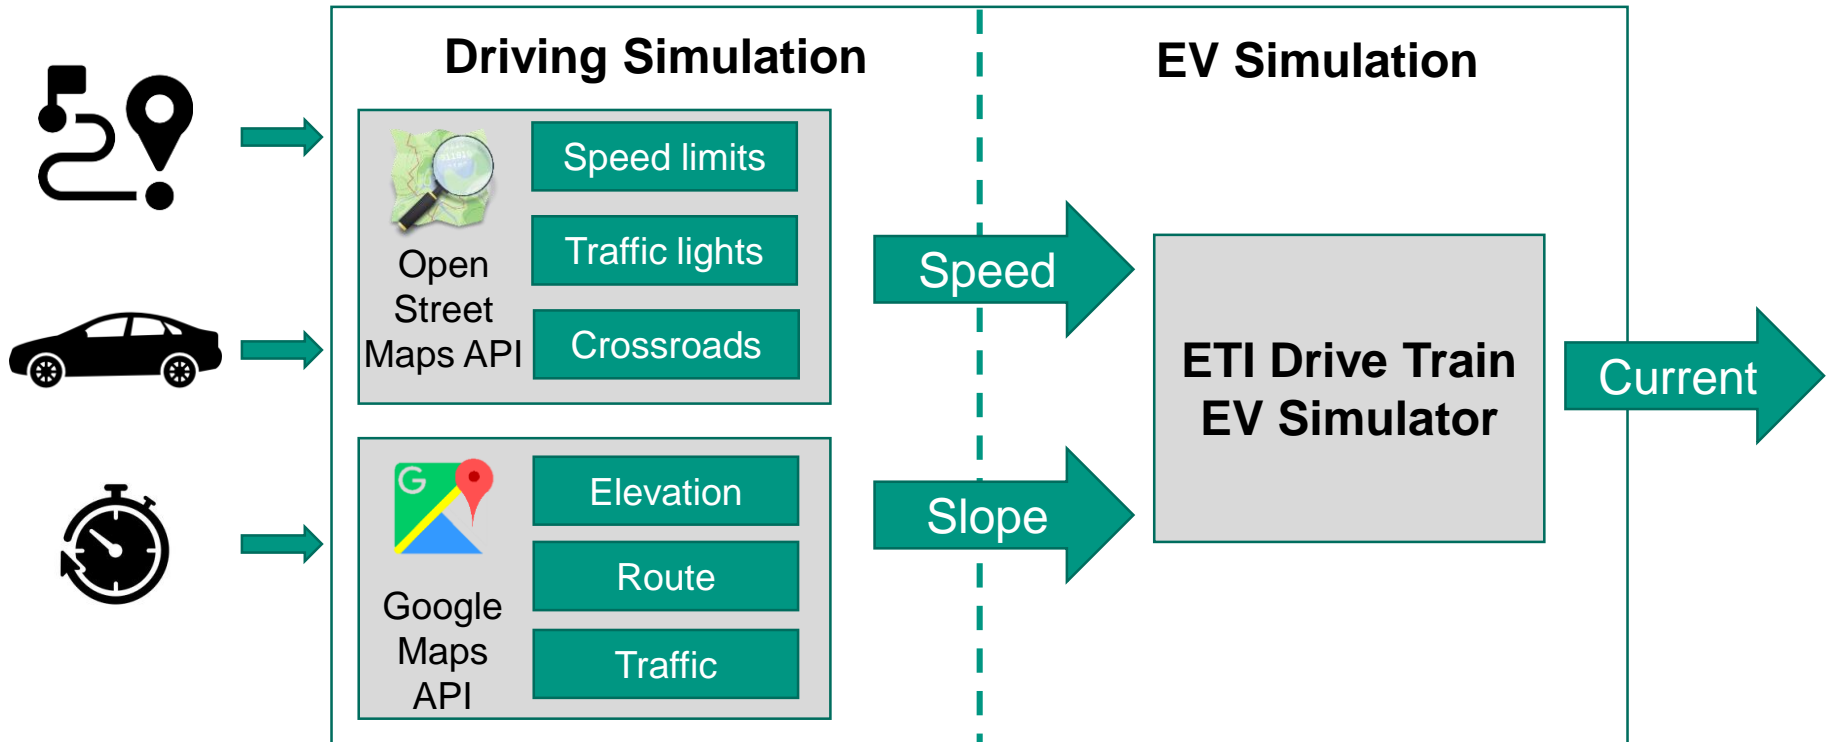 Driving Simulation
EV Simulation
Open
Street
Maps API
Speed limits
Traffic lights
Crossroads
G
Google
Maps
API
Elevation
Route
Traffic
Speed
Slope
ETI Drive Train
EV Simulator
Current